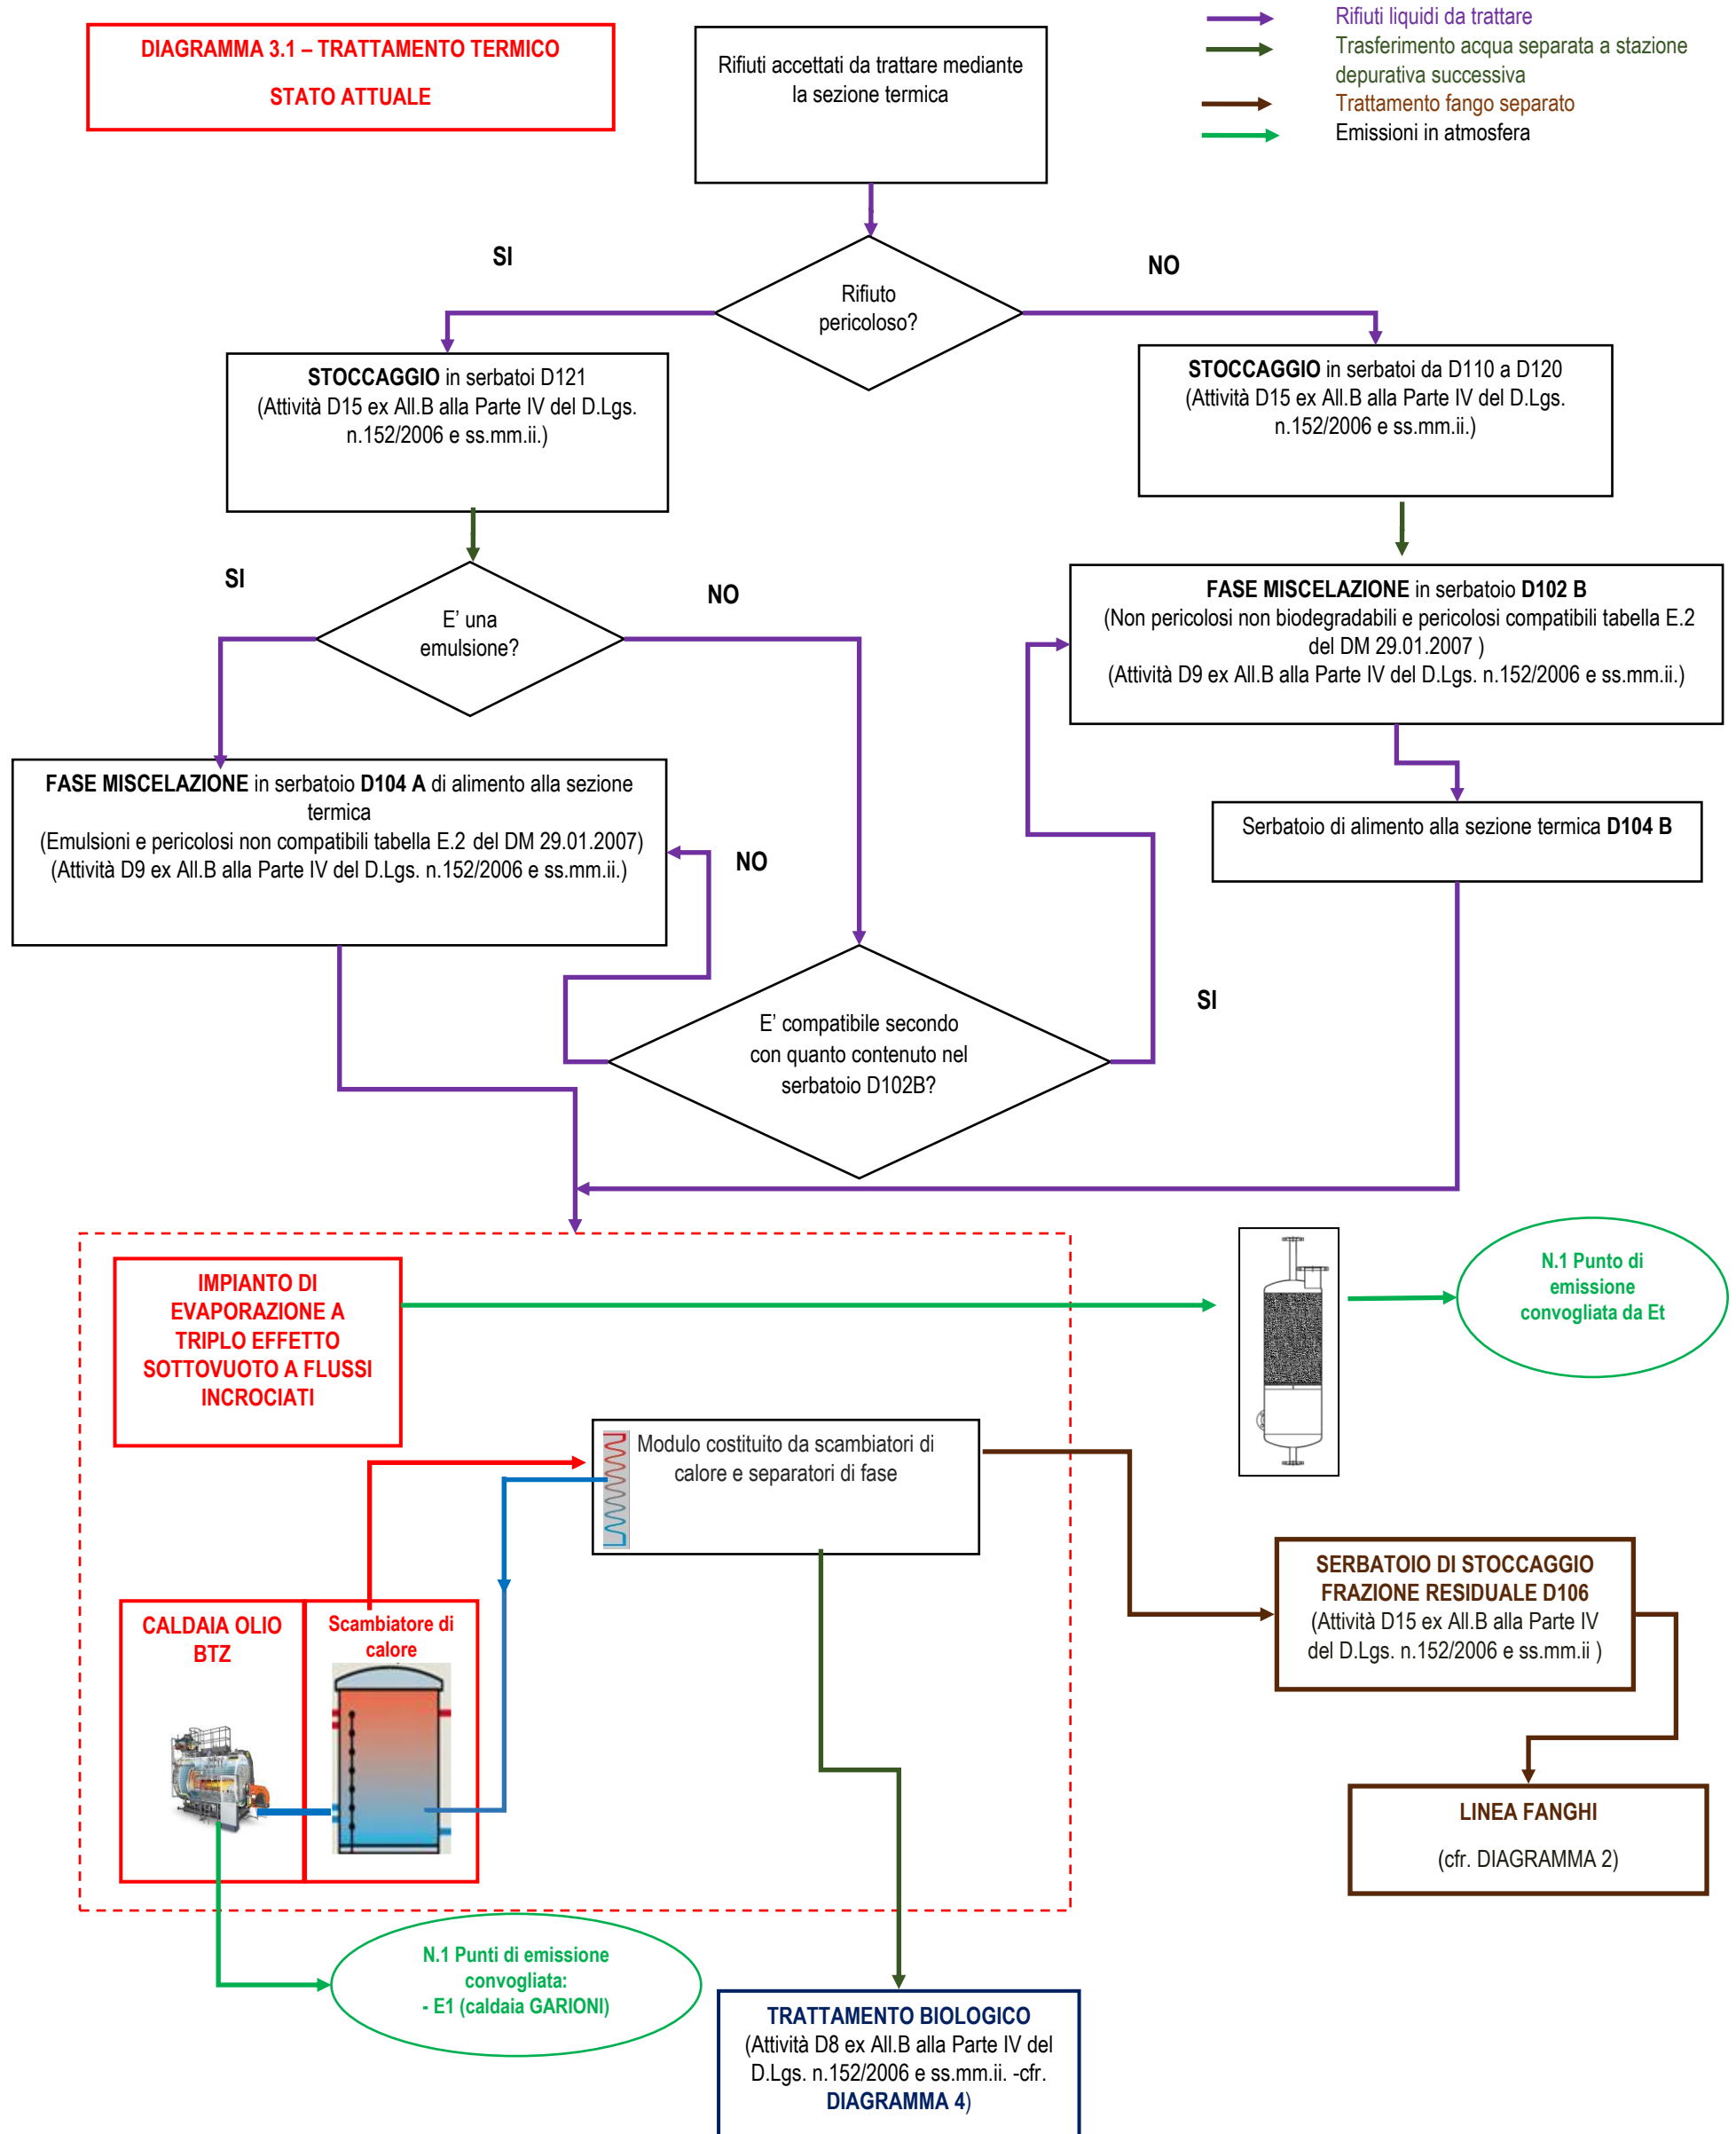 DIAGRAMMA 3.1 – TRATTAMENTO TERMICO
STATO ATTUALE
Rifiuti accettati da trattare mediante
la sezione termica
Rifiuti liquidi da trattare
Trasferimento acqua separata a stazione
depurativa successiva
Trattamento fango separato
Emissioni in atmosfera
SI
NO
Rifiuto
pericoloso?
STOCCAGGIO in serbatoi D121
(Attività D15 ex All.B alla Parte IV del D.Lgs.
n.152/2006 e ss.mm.ii.)
STOCCAGGIO in serbatoi da D110 a D120
(Attività D15 ex All.B alla Parte IV del D.Lgs.
n.152/2006 e ss.mm.ii.)
SI
NO
E' una
emulsione?
FASE MISCELAZIONE in serbatoio D102 B
(Non pericolosi non biodegradabili e pericolosi compatibili tabella E.2
del DM 29.01.2007 )
(Attività D9 ex All.B alla Parte IV del D.Lgs. n.152/2006 e ss.mm.ii.)
FASE MISCELAZIONE in serbatoio D104 A di alimento alla sezione
termica
(Emulsioni e pericolosi non compatibili tabella E.2 del DM 29.01.2007)
(Attività D9 ex All.B alla Parte IV del D.Lgs. n.152/2006 e ss.mm.ii.)
NO
Serbatoio di alimento alla sezione termica D104 B
SI
E' compatibile secondo
con quanto contenuto nel
serbatoio D102B?
IMPIANTO DI
EVAPORAZIONE A
TRIPLO EFFETTO
SOTTOVUOTO A FLUSSI
INCROCIATI
N.1 Punto di
emissione
convogliata da Et
Modulo costituito da scambiatori di
calore e separatori di fase
SERBATOIO DI STOCCAGGIO
FRAZIONE RESIDUALE D106
(Attività D15 ex All.B alla Parte IV
del D.Lgs. n.152/2006 e ss.mm.ii )
CALDAIA OLIO
BTZ
Scambiatore di
calore
LINEA FANGHI
(cfr. DIAGRAMMA 2)
N.1 Punti di emissione
convogliata:
- E1 (caldaia GARIONI)
TRATTAMENTO BIOLOGICO
(Attività D8 ex All.B alla Parte IV del
D.Lgs. n.152/2006 e ss.mm.ii. -cfr.
DIAGRAMMA 4)